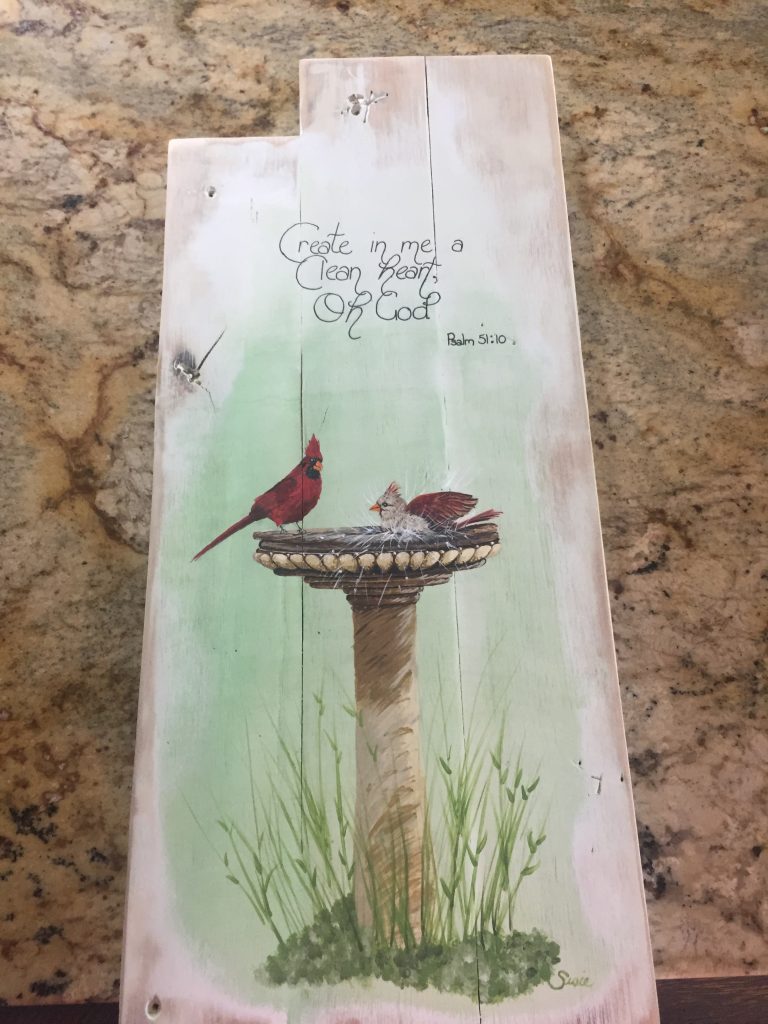 Create in me a
Clean heart,
Oh God
Psalm 51:10.
Susie